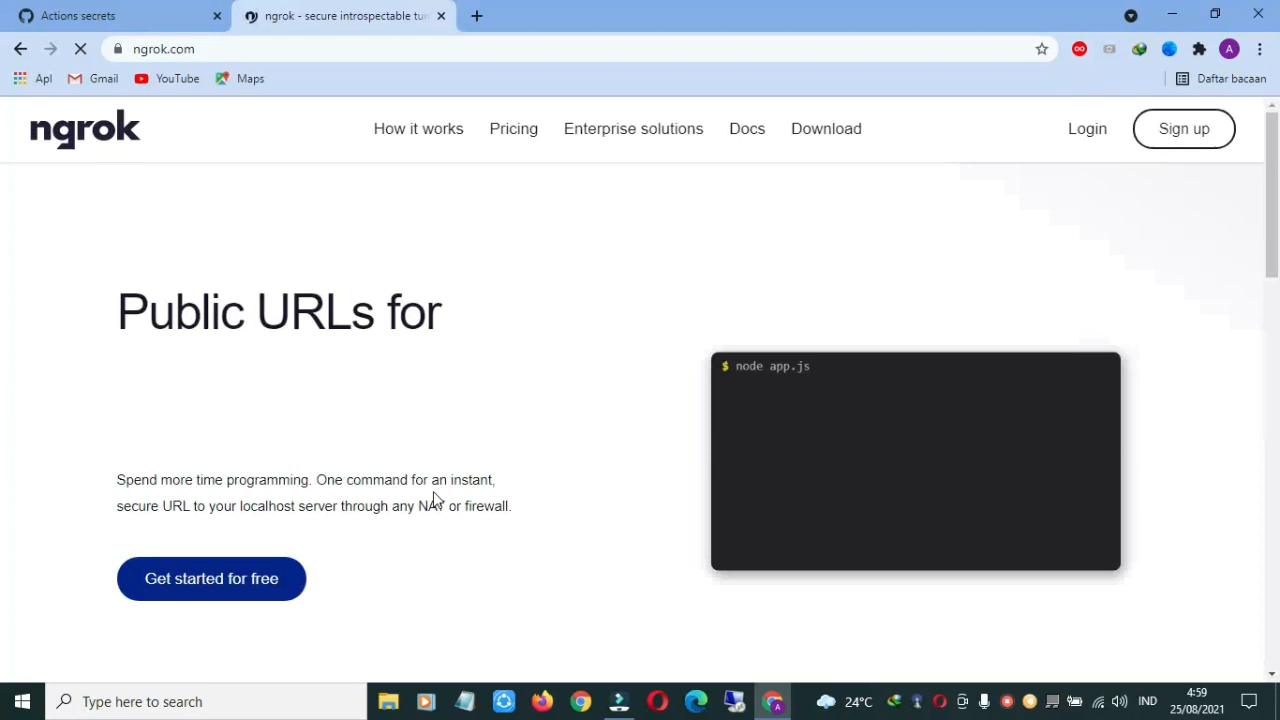 Actions secrets
ngrok - secure introspectable tun
ngrok.com
Apl
Gmail
YouTube
Maps
Daftar bacaan
ngrok
How it works
Pricing
Enterprise solutions
Docs
Download
Login
Sign up
Public URLs for
$ node app.js
Spend more time programming. One command for an instant,
secure URL to your localhost server through any NAT or firewall.
Get started for free
Type here to search
24°C
IND
4:59
25/08/2021